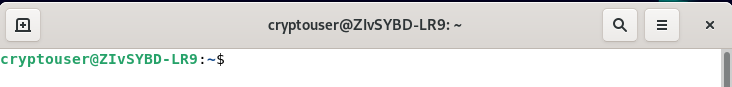 cryptouser@ZIvSYBD-LR9: ~
cryptouser@ZIvSYBD-LR9:~$